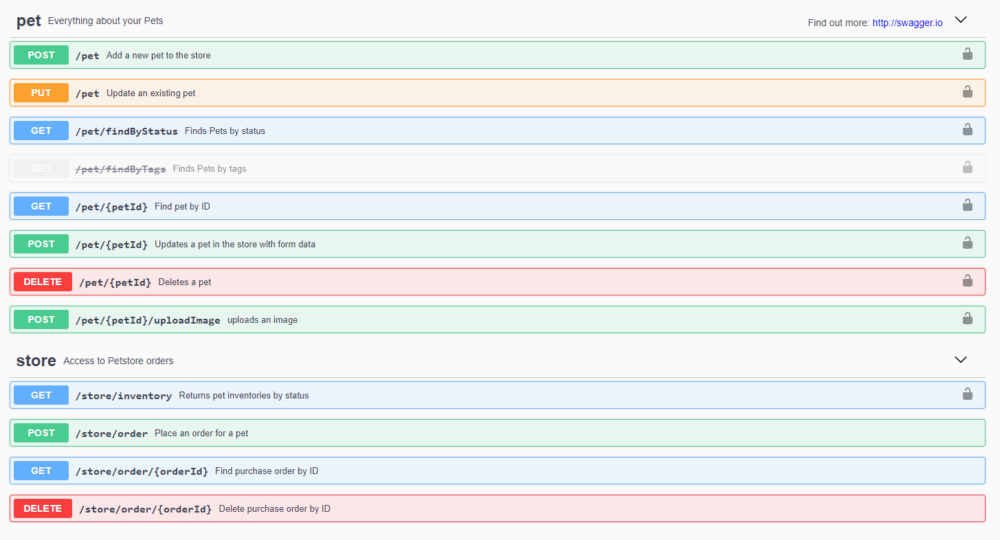 pet Everything about your Pets Find out more: http://swagger.io
POST /pet Add a new pet to the store
PUT /pet Update an existing pet
GET /pet/findByStatus Finds Pets by status
GET /pet/findByTags Finds Pets by tags
GET /pet/{petId} Find pet by ID
POST /pet/{petId} Updates a pet in the store with form data
DELETE /pet/{petId} Deletes a pet
POST /pet/{petId}/uploadImage uploads an image
store Access to Petstore orders
GET /store/inventory Returns pet inventories by status
POST /store/order Place an order for a pet
GET /store/order/{orderId} Find purchase order by ID
DELETE /store/order/{orderId} Delete purchase order by ID